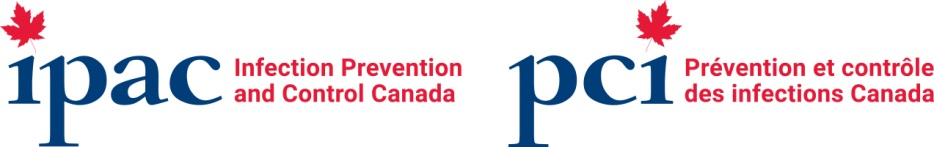 ipac
Infection Prevention
and Control Canada
pci
Prévention et contrôle
des infections Canada